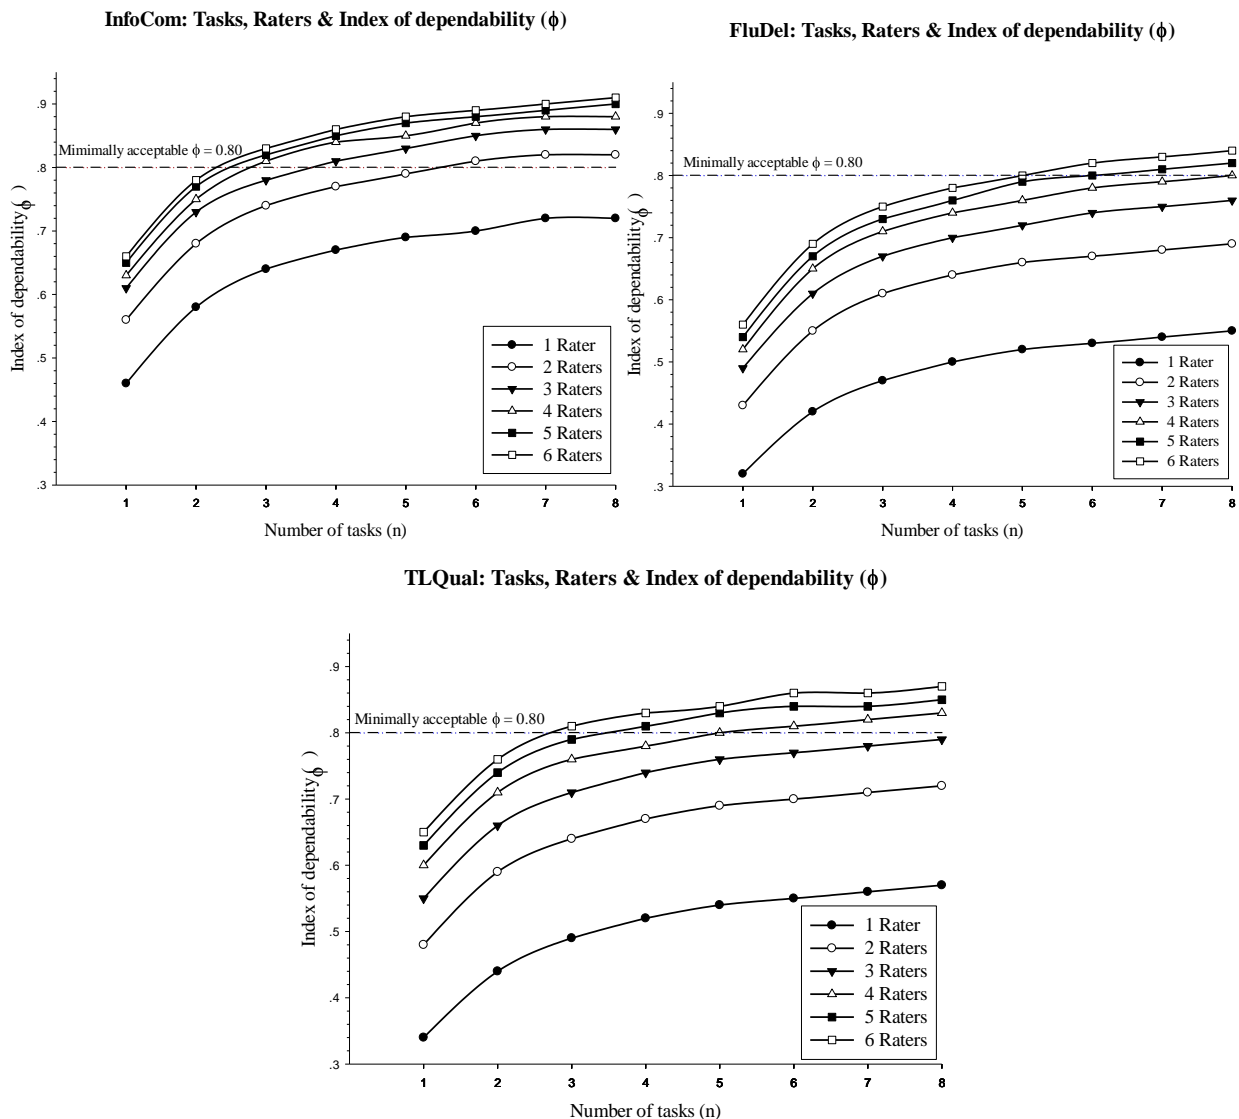 InfoCom: Tasks, Raters & Index of dependability (ϕ)
.9
.8
.7
.6
.5
.4
.3
Mimimally acceptable ϕ = 0.80
Index of dependability(ϕ)
1 Rater
2 Raters
3 Raters
4 Raters
5 Raters
6 Raters
1 2 3 4 5 6 7 8
Number of tasks (n)
FluDel: Tasks, Raters & Index of dependability (ϕ)
.9
.8
.7
.6
.5
.4
.3
Minimally acceptable ϕ = 0.80
Index of dependability(ϕ)
1 Rater
2 Raters
3 Raters
4 Raters
5 Raters
6 Raters
1 2 3 4 5 6 7 8
Number of tasks (n)
TLQual: Tasks, Raters & Index of dependability (ϕ)
.9
.8
.7
.6
.5
.4
.3
Minimally acceptable ϕ = 0.80
Index of dependability(ϕ)
1 Rater
2 Raters
3 Raters
4 Raters
5 Raters
6 Raters
1 2 3 4 5 6 7 8
Number of tasks (n)